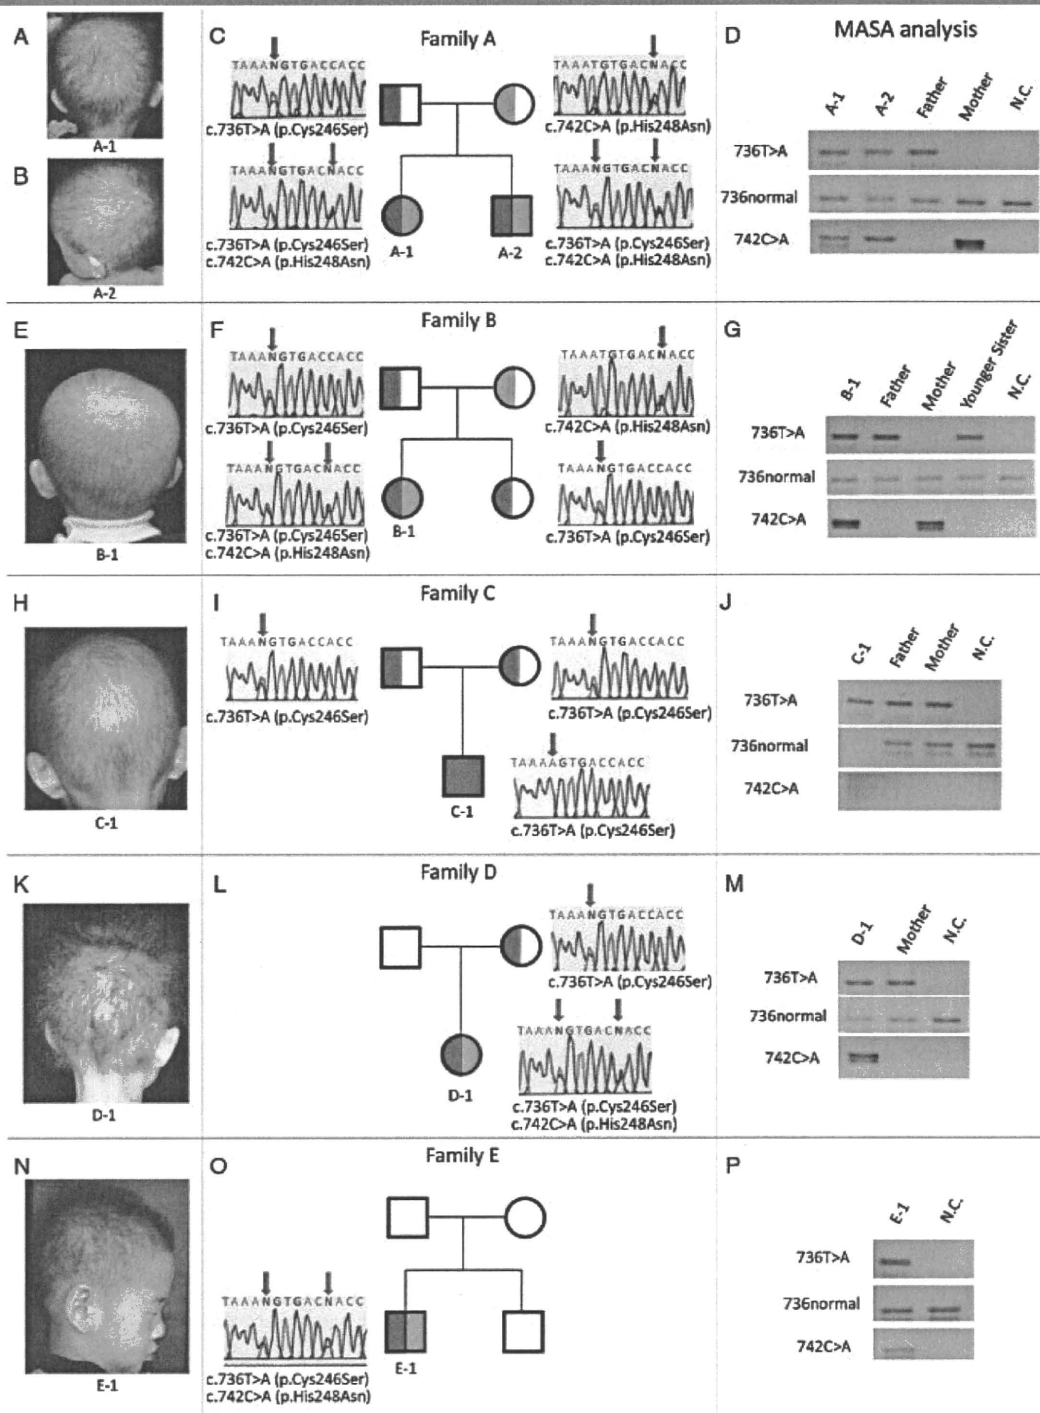 A
A-1
B
A-2
C
Family A
TAAANGTGACCACC
c.736T>A (p.Cys246Ser)
TAAATGTGACNACC
c.742C>A (p.His248Asn)
TAAANGTGACNACC
c.736T>A (p.Cys246Ser)
c.742C>A (p.His248Asn)
A-1
A-2
TAAANGTGACNACC
c.736T>A (p.Cys246Ser)
c.742C>A (p.His248Asn)
D
MASA analysis
A-1
A-2
Father
Mother
N.C.
736T>A
736normal
742C>A
E
B-1
F
Family B
TAAANGTGACCACC
c.736T>A (p.Cys246Ser)
TAAATGTGACNACC
c.742C>A (p.His248Asn)
TAAANGTGACNACC
c.736T>A (p.Cys246Ser)
c.742C>A (p.His248Asn)
B-1
TAAANGTGACCACC
c.736T>A (p.Cys246Ser)
G
B-1
Father
Mother
Younger Sister
N.C.
736T>A
736normal
742C>A
H
C-1
I
Family C
TAAANGTGACCACC
c.736T>A (p.Cys246Ser)
TAAANGTGACCACC
c.736T>A (p.Cys246Ser)
C-1
TAAAAGTGACCACC
c.736T>A (p.Cys246Ser)
J
C-1
Father
Mother
N.C.
736T>A
736normal
742C>A
K
D-1
L
Family D
TAAANGTGACCACC
c.736T>A (p.Cys246Ser)
D-1
TAAANGTGACNACC
c.736T>A (p.Cys246Ser)
c.742C>A (p.His248Asn)
M
D-1
Mother
N.C.
736T>A
736normal
742C>A
N
E-1
O
Family E
TAAANGTGACNACC
c.736T>A (p.Cys246Ser)
c.742C>A (p.His248Asn)
E-1
P
E-1
N.C.
736T>A
736normal
742C>A